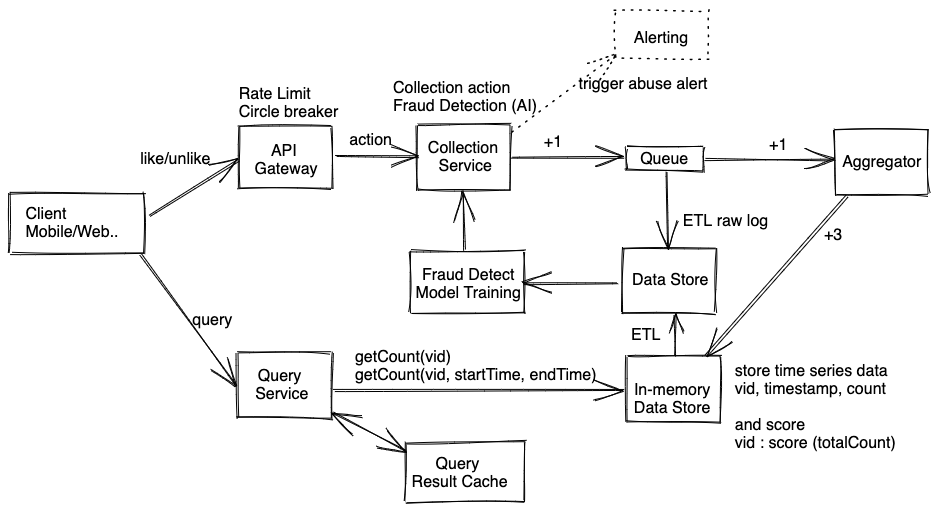 Alerting
trigger abuse alert
Rate Limit
Circle breaker
Collection action
Fraud Detection (AI)
like/unlike
API
Gateway
action
Collection
Service
+1
Queue
+1
Aggregator
Client
Mobile/Web..
ETL raw log
+3
Fraud Detect
Model Training
Data Store
query
ETL
Query
Service
getCount(vid)
getCount(vid, startTime, endTime)
In-memory
Data Store
store time series data
vid, timestamp, count
and score
vid : score (totalCount)
Query
Result Cache